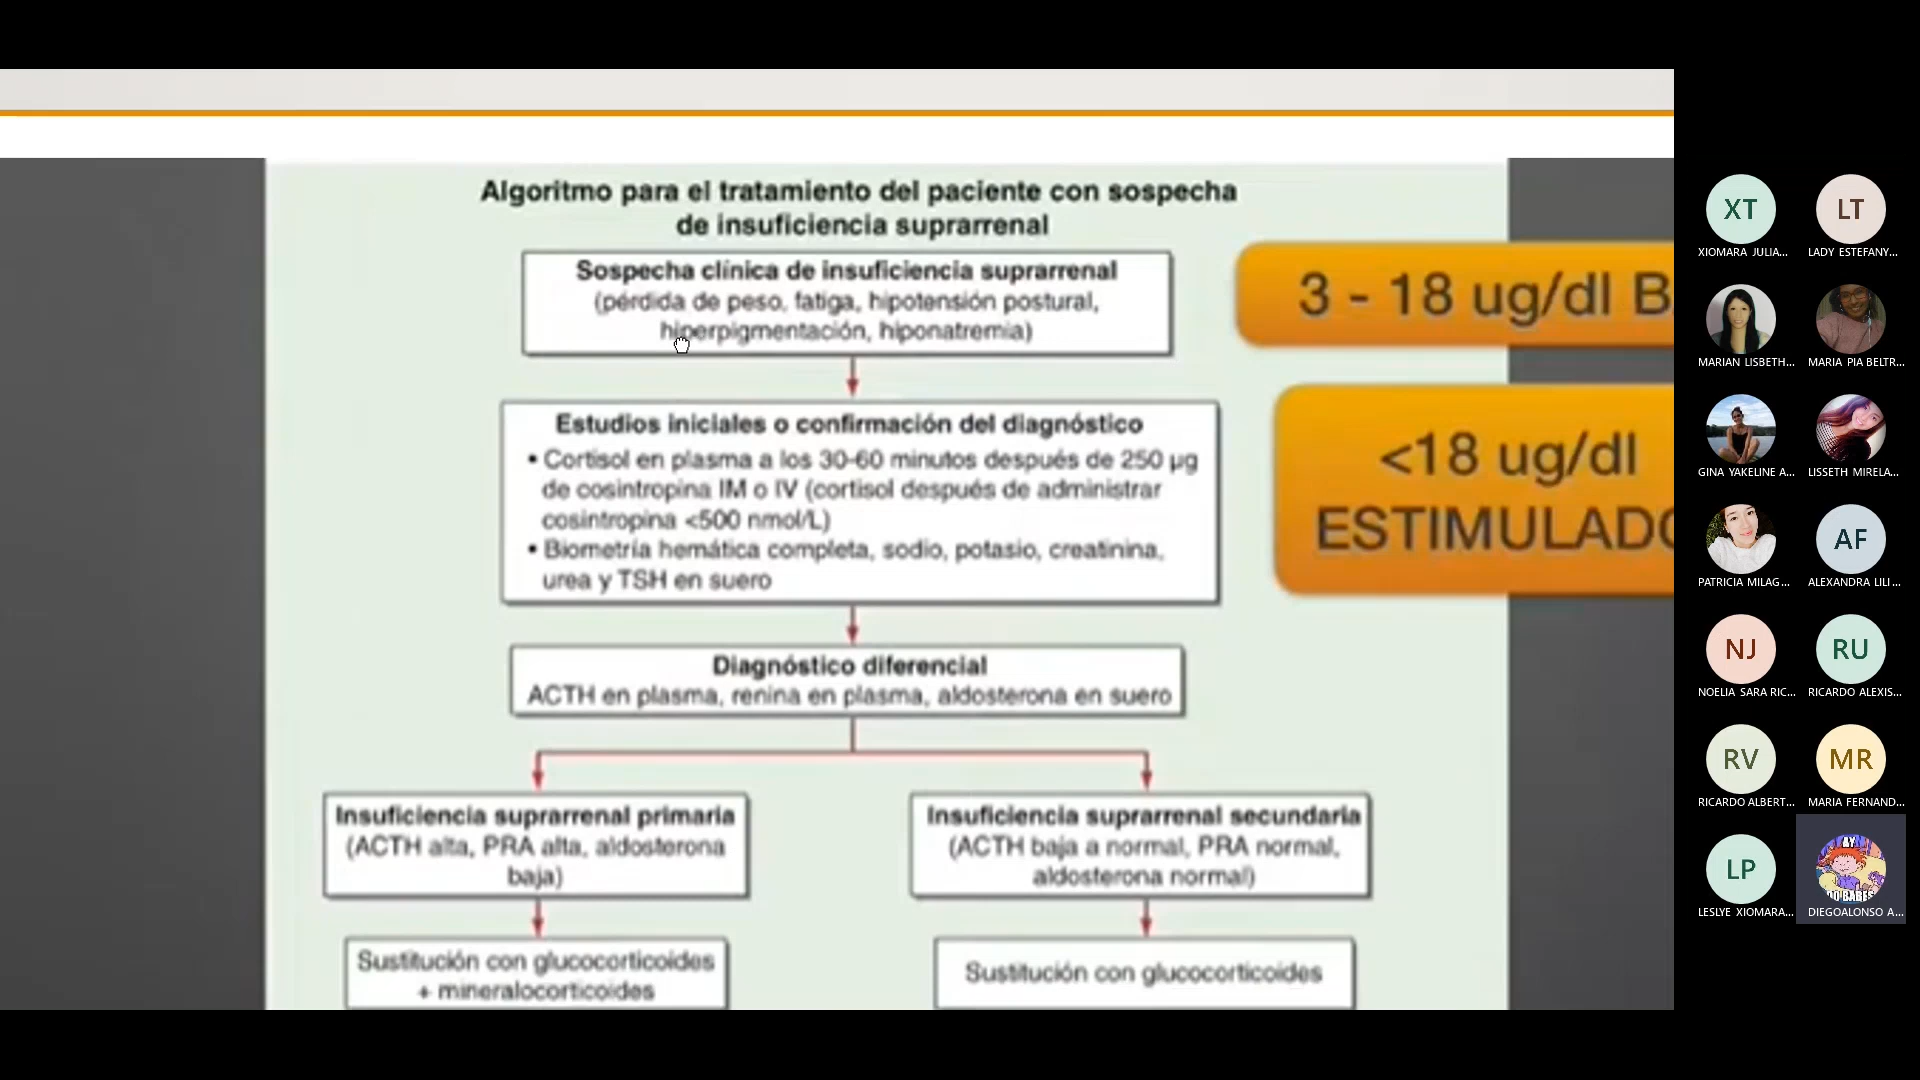 Algoritmo para el tratamiento del paciente con sospecha
de insuficiencia suprarrenal
Sospecha clínica de insuficiencia suprarrenal
(pérdida de peso, fatiga, hipotensión postural,
hiperpigmentación, hiponatremia)
3 - 18 ug/dl B
<18 ug/dl
ESTIMULADO
Estudios iniciales o confirmación del diagnóstico
• Cortisol en plasma a los 30-60 minutos después de 250 µg
de cosintropina IM o IV (cortisol después de administrar
cosintropina <500 nmol/L)
• Biometría hemática completa, sodio, potasio, creatinina,
urea y TSH en suero
Diagnóstico diferencial
ACTH en plasma, renina en plasma, aldosterona en suero
Insuficiencia suprarrenal primaria
(ACTH alta, PRA alta, aldosterona
baja)
Insuficiencia suprarrenal secundaria
(ACTH baja a normal, PRA normal,
aldosterona normal)
Sustitución con glucocorticoides
+ mineralocorticoides
Sustitución con glucocorticoides
XT
XIOMARA JULIA...
LT
LADY ESTEFANY...
MARIAN LISBETH...
MARIA PIA BELTR...
GINA YAKELINE A...
LISSETH MIRELA...
PATRICIA MILAG...
AF
ALEXANDRA LILI...
NJ
NOELIA SARA RIC...
RU
RICARDO ALEXIS...
RV
RICARDO ALBERT...
MR
MARIA FERNAND...
LP
LESLYE XIOMARA...
AY
DIEGOALONSO A...